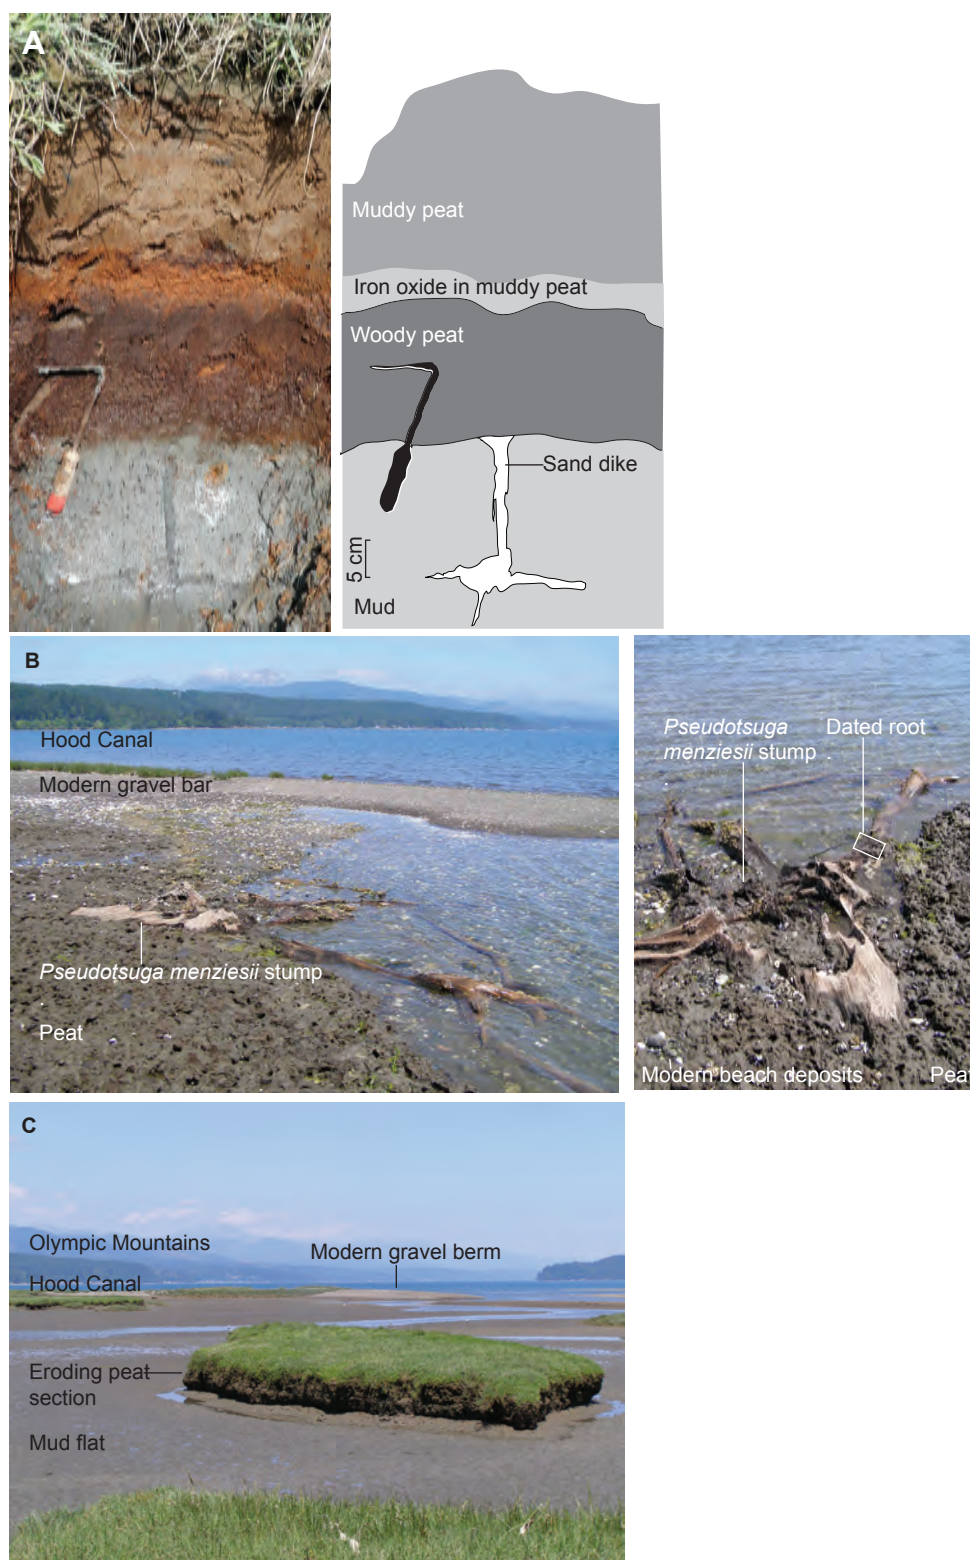 A
Muddy peat
Iron oxide in muddy peat
Woody peat
Sand dike
5 cm
Mud
B
Hood Canal
Modern gravel bar
Pseudotsuga menziesii stump
Peat
Pseudotsuga
menziesii stump
Dated root
Modern beach deposits
Peat
C
Olympic Mountains
Modern gravel berm
Hood Canal
Eroding peat
section
Mud flat